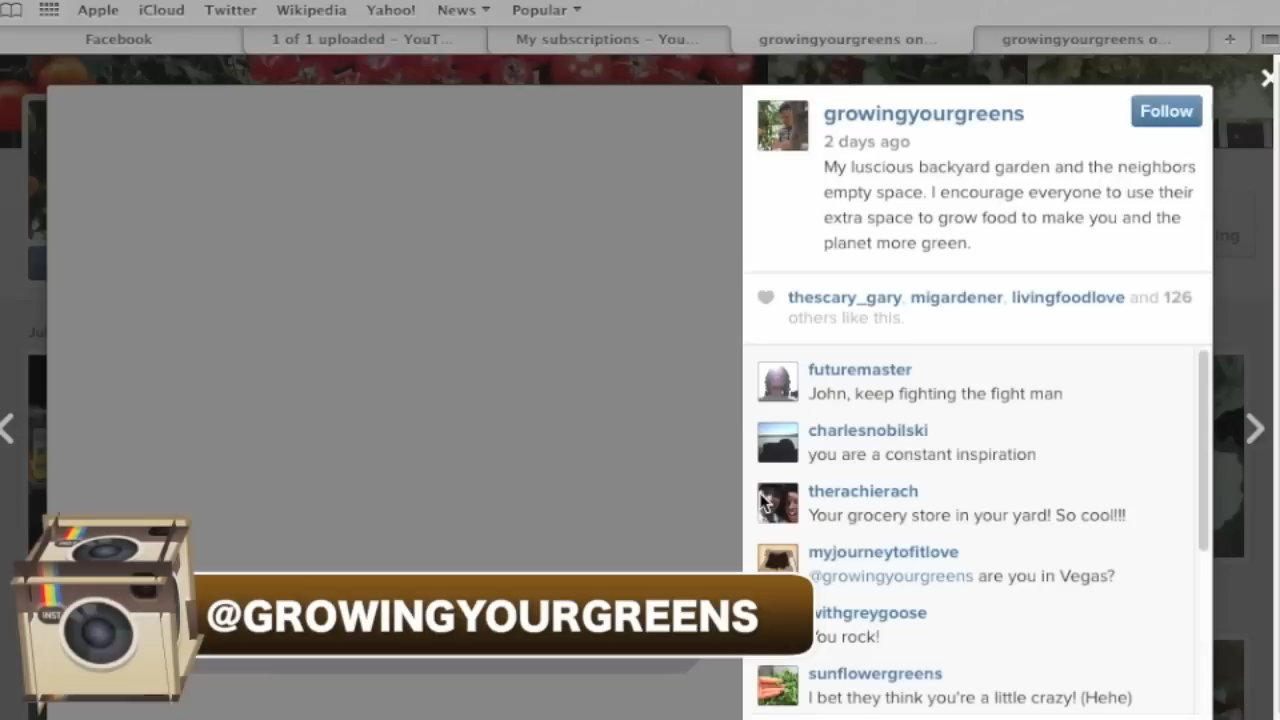 Apple iCloud Twitter Wikipedia Yahoo! News Popular
Facebook 1 of 1 uploaded – YouT... My subscriptions – You... growingyourgreens on... growingyourgreens o... +
growingyourgreens Follow
2 days ago
My luscious backyard garden and the neighbors
empty space. I encourage everyone to use their
extra space to grow food to make you and the
planet more green.
thescary_gary, migardener, livingfoodlove and 126
others like this.
futuremaster
John, keep fighting the fight man
charlesnobilski
you are a constant inspiration
therachierach
Your grocery store in your yard! So cool!!!
myjourneytofitlove
@growingyourgreens are you in Vegas?
withgreygoose
You rock!
sunflowergreens
I bet they think you're a little crazy! (Hehe)
INST
@GROWINGYOURGREENS